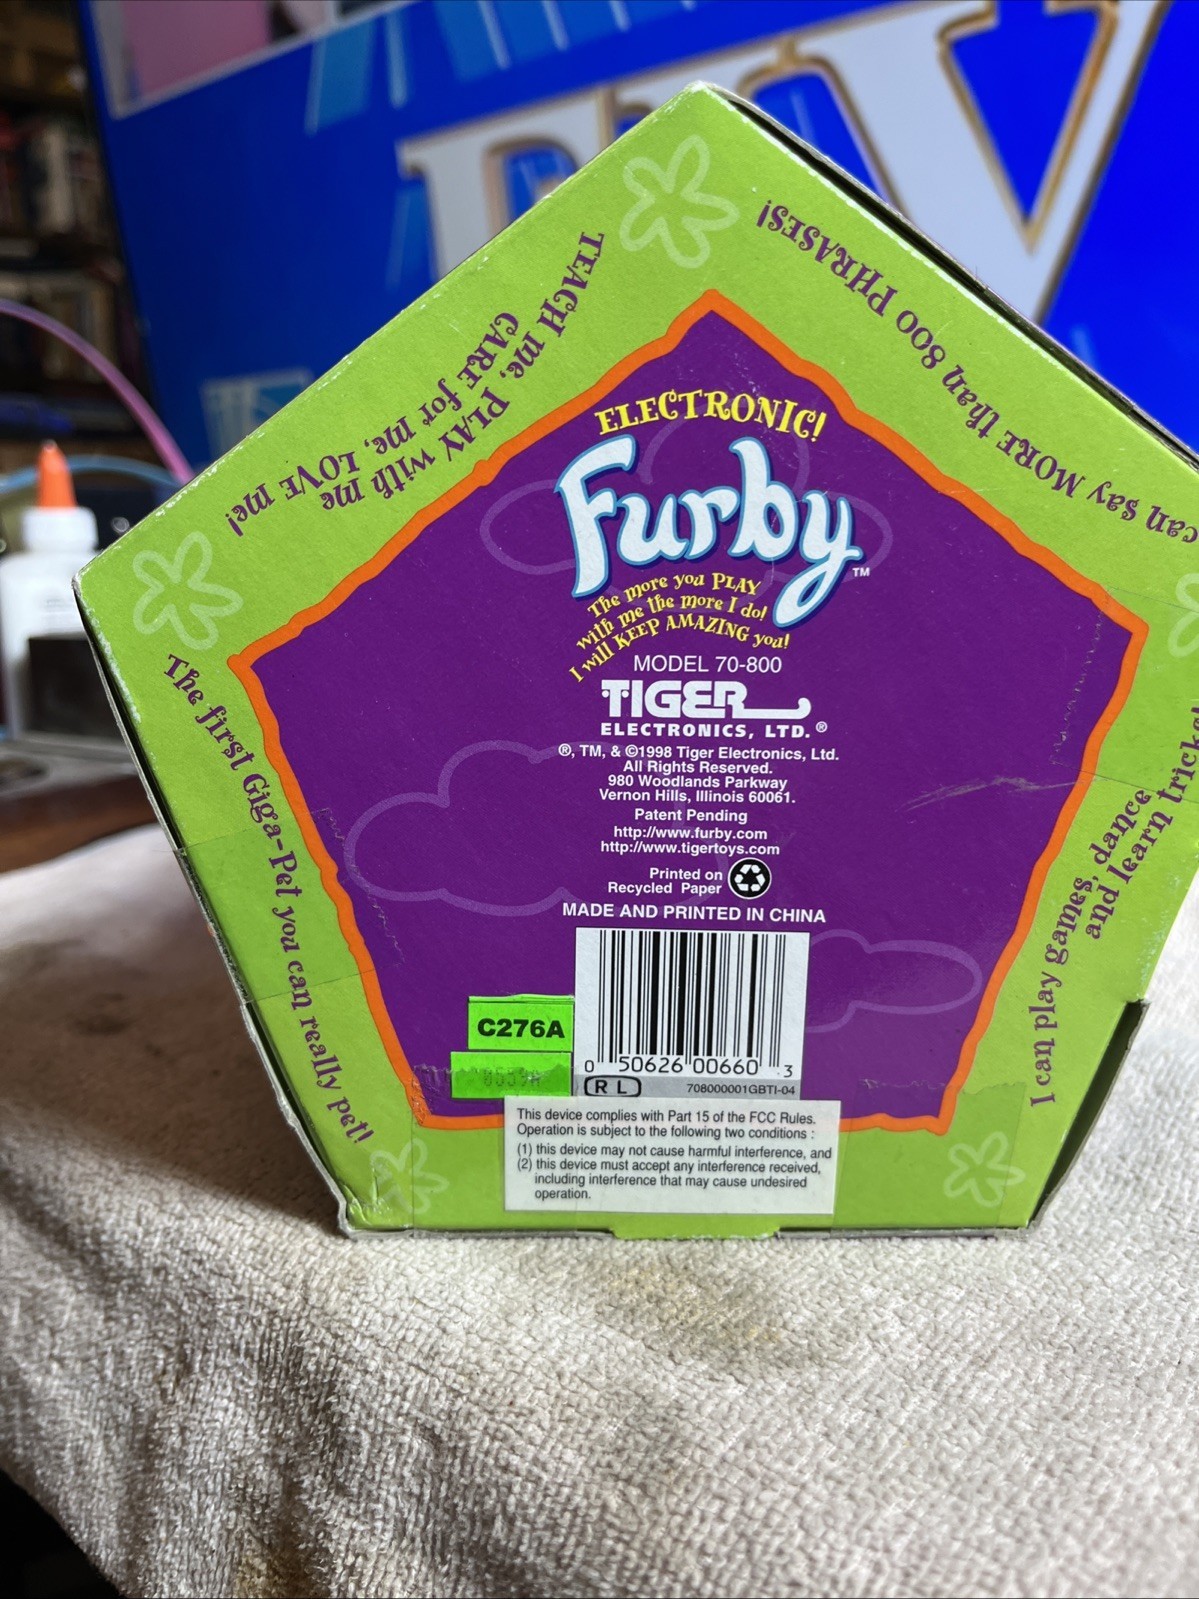 TEACH me, PLAY with me
CARE for me, LOVE me!
can say MORE than 800 PHRASES!
The first Giga-Pet you can really pet!
I can play games, dance
and learn tricks!
ELECTRONIC!
Furby™
The more you PLAY
with me the more I do!
I will KEEP AMAZING you!
MODEL 70-800
TIGER
ELECTRONICS, LTD.®
®, TM, & ©1998 Tiger Electronics, Ltd.
All Rights Reserved.
980 Woodlands Parkway
Vernon Hills, Illinois 60061.
Patent Pending
http://www.furby.com
http://www.tigertoys.com
Printed on
Recycled Paper
MADE AND PRINTED IN CHINA
C276A
0 50626 00660 3
R L
708000001GBTI-04
This device complies with Part 15 of the FCC Rules.
Operation is subject to the following two conditions :
(1) this device may not cause harmful interference, and
(2) this device must accept any interference received,
including interference that may cause undesired
operation.